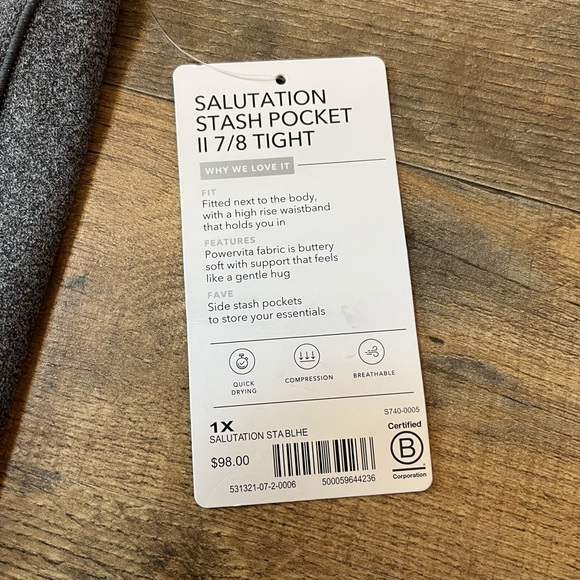 SALUTATION
STASH POCKET
II 7/8 TIGHT
WHY WE LOVE IT
FIT
Fitted next to the body,
with a high rise waistband
that holds you in
FEATURES
Powervita fabric is buttery
soft with support that feels
like a gentle hug
FAVE
Side stash pockets
to store your essentials
QUICK
DRYING
COMPRESSION
BREATHABLE
S740-0005
1X
SALUTATION STA BLHE
$98.00
531321-07-2-0006
500059644236
Certified
B
Corporation